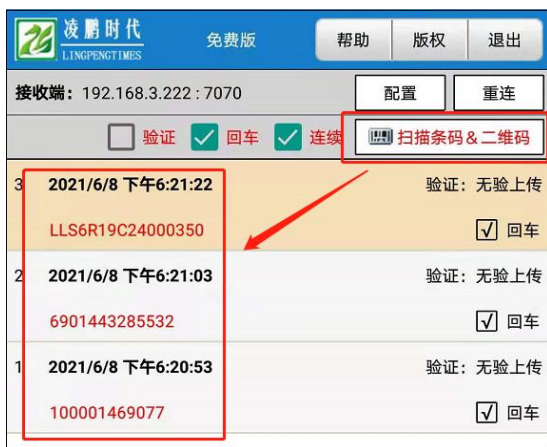 凌鹏时代
LINGPENGTIMES
免费版
帮助
版权
退出
接收端：192.168.3.222 : 7070
配置
重连
验证
回车
连续
扫描条码&二维码
3
2021/6/8 下午6:21:22
验证：无验上传
LLS6R19C24000350
回车
2
2021/6/8 下午6:21:03
验证：无验上传
6901443285532
回车
1
2021/6/8 下午6:20:53
验证：无验上传
100001469077
回车